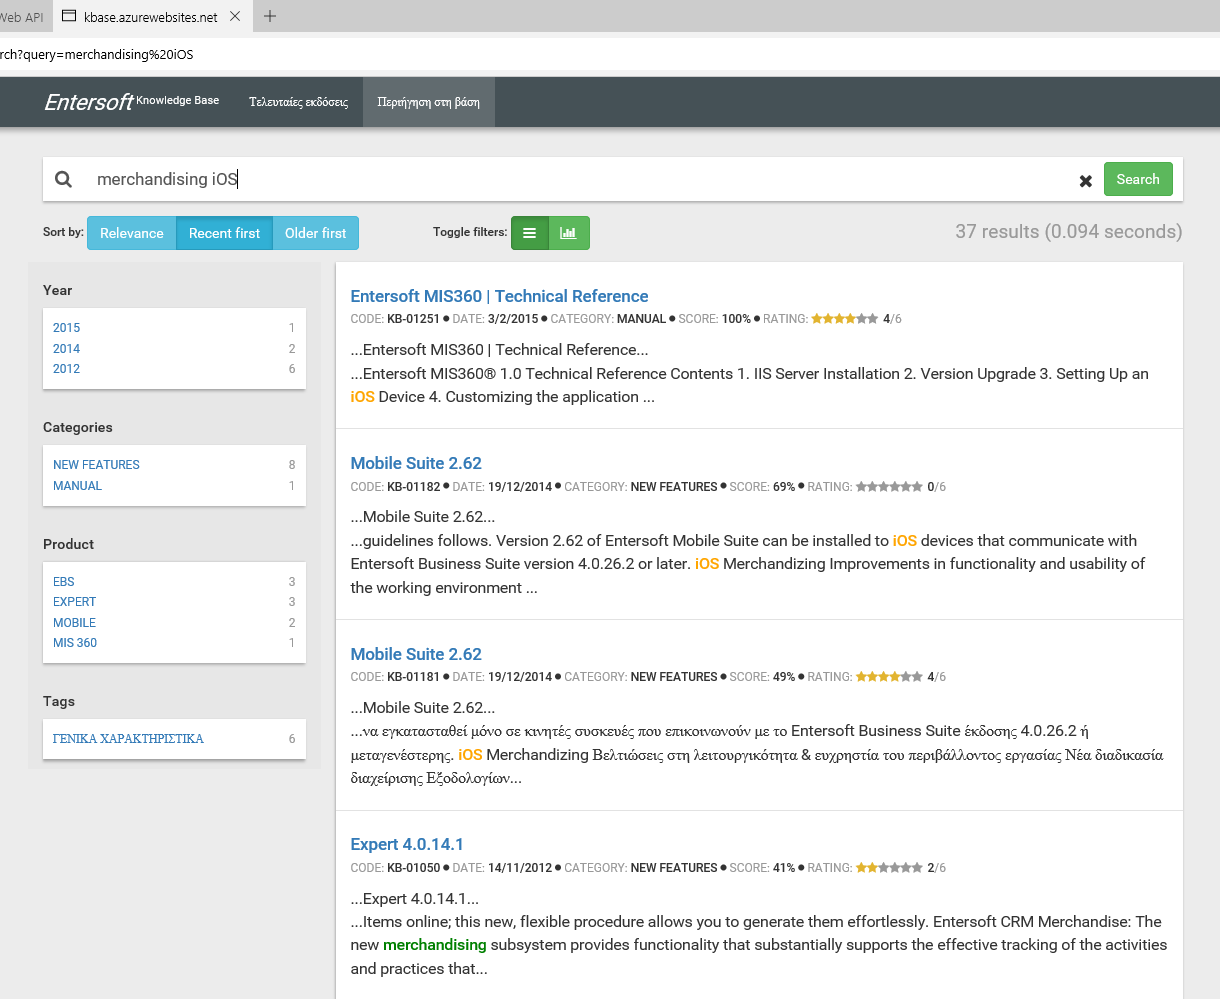 Web API
kbase.azurewebsites.net
rch?query=merchandising%20iOS
Entersoft Knowledge Base Τελευταίες εκδόσεις Περιήγηση στη βάση
merchandising iOS Search
Sort by: Relevance Recent first Older first Toggle filters: 37 results (0.094 seconds)
Year
2015 1
2014 2
2012 6
Categories
NEW FEATURES 8
MANUAL 1
Product
EBS 3
EXPERT 3
MOBILE 2
MIS 360 1
Tags
ΓΕΝΙΚΑ ΧΑΡΑΚΤΗΡΙΣΤΙΚΑ 6
Entersoft MIS360 | Technical Reference
CODE: KB-01251 ● DATE: 3/2/2015 ● CATEGORY: MANUAL ● SCORE: 100% ● RATING: 4/6
...Entersoft MIS360 | Technical Reference...
...Entersoft MIS360® 1.0 Technical Reference Contents 1. IIS Server Installation 2. Version Upgrade 3. Setting Up an
iOS Device 4. Customizing the application ...
Mobile Suite 2.62
CODE: KB-01182 ● DATE: 19/12/2014 ● CATEGORY: NEW FEATURES ● SCORE: 69% ● RATING: 0/6
...Mobile Suite 2.62...
...guidelines follows. Version 2.62 of Entersoft Mobile Suite can be installed to iOS devices that communicate with
Entersoft Business Suite version 4.0.26.2 or later. iOS Merchandizing Improvements in functionality and usability of
the working environment ...
Mobile Suite 2.62
CODE: KB-01181 ● DATE: 19/12/2014 ● CATEGORY: NEW FEATURES ● SCORE: 49% ● RATING: 4/6
...Mobile Suite 2.62...
...να εγκατασταθεί μόνο σε κινητές συσκευές που επικοινωνούν με το Entersoft Business Suite έκδοσης 4.0.26.2 ή
μεταγενέστερης. iOS Merchandizing Βελτιώσεις στη λειτουργικότητα & ευχρηστία του περιβάλλοντος εργασίας Νέα διαδικασία
διαχείρισης Εξοδολογίων...
Expert 4.0.14.1
CODE: KB-01050 ● DATE: 14/11/2012 ● CATEGORY: NEW FEATURES ● SCORE: 41% ● RATING: 2/6
...Expert 4.0.14.1...
...Items online; this new, flexible procedure allows you to generate them effortlessly. Entersoft CRM Merchandise: The
new merchandising subsystem provides functionality that substantially supports the effective tracking of the activities
and practices that...